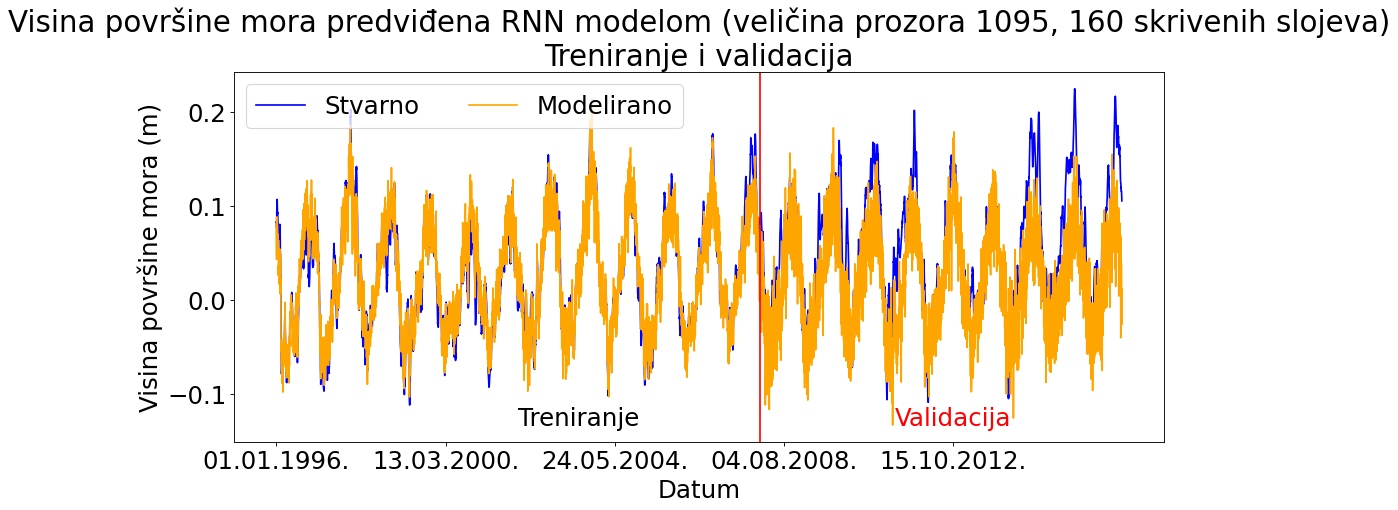 Visina površine mora predviđena RNN modelom (veličina prozora 1095, 160 skrivenih slojeva)
Treniranje i validacija
Stvarno
Modelirano
Visina površine mora (m)
0.2
0.1
0.0
−0.1
Treniranje
Validacija
01.01.1996.
13.03.2000.
24.05.2004.
04.08.2008.
15.10.2012.
Datum